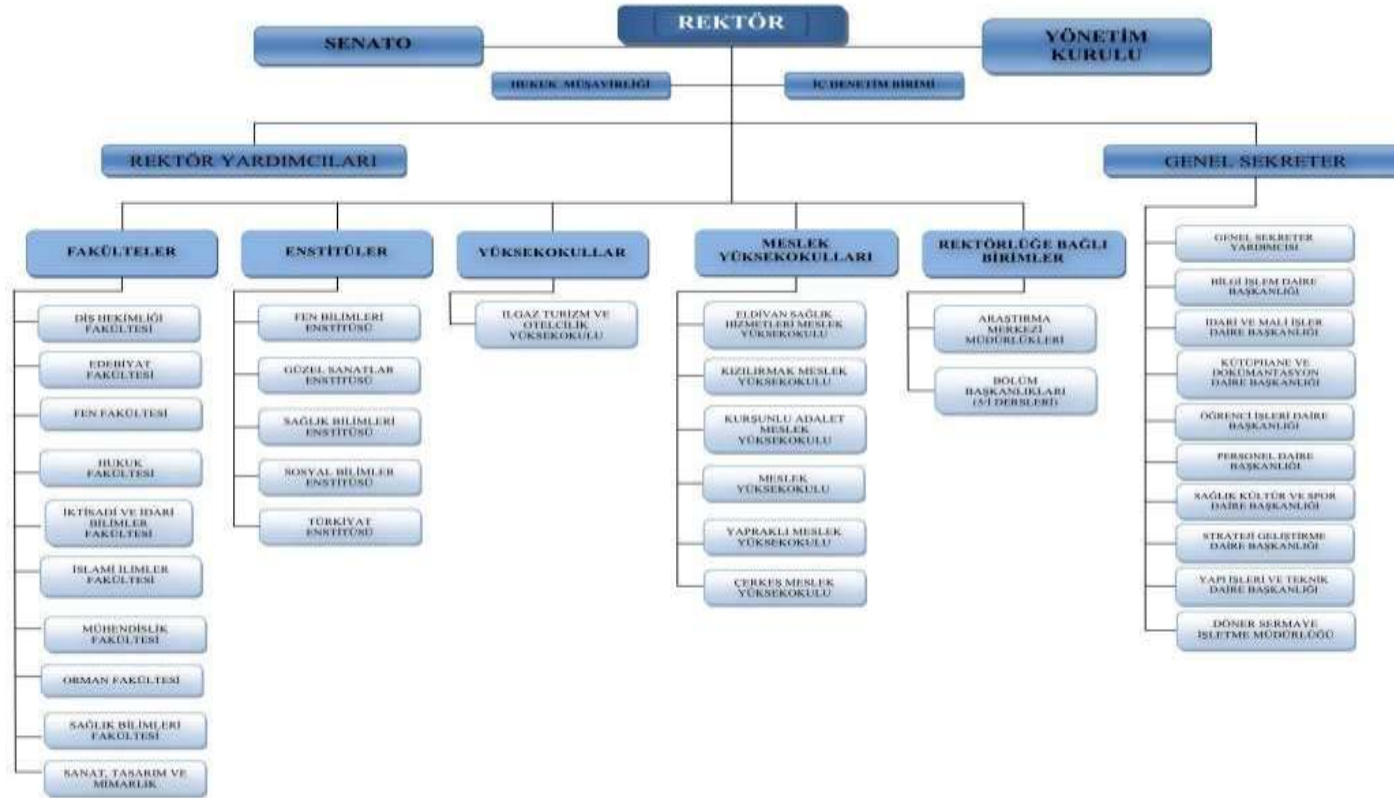 REKTÖR
SENATO
YÖNETİM
KURULU
HUKUK MÜŞAVİRLİĞİ
İÇ DENETİM BİRİMİ
REKTÖR YARDIMCILARI
GENEL SEKRETER
FAKÜLTELER
DİŞ HEKİMLİĞİ
FAKÜLTESİ
EDEBİYAT
FAKÜLTESİ
FEN FAKÜLTESİ
HUKUK
FAKÜLTESİ
İKTİSADİ VE İDARİ
BİLİMLER
FAKÜLTESİ
İSLAMİ İLİMLER
FAKÜLTESİ
MÜHENDİSLİK
FAKÜLTESİ
ORMAN FAKÜLTESİ
SAĞLIK BİLİMLERİ
FAKÜLTESİ
SANAT, TASARIM VE
MİMARLIK
ENSTİTÜLER
FEN BİLİMLERİ
ENSTİTÜSÜ
GÜZEL SANATLAR
ENSTİTÜSÜ
SAĞLIK BİLİMLERİ
ENSTİTÜSÜ
SOSYAL BİLİMLER
ENSTİTÜSÜ
TÜRKİYAT
ENSTİTÜSÜ
YÜKSEKOKULLAR
ILGAZ TURİZM VE
OTELCİLİK
YÜKSEKOKULU
MESLEK
YÜKSEKOKULLARI
ELDİVAN SAĞLIK
HİZMETLERİ MESLEK
YÜKSEKOKULU
KIZILIRMAK MESLEK
YÜKSEKOKULU
KURŞUNLU ADALET
MESLEK
YÜKSEKOKULU
MESLEK
YÜKSEKOKULU
YAPRAKLI MESLEK
YÜKSEKOKULU
ÇERKEŞ MESLEK
YÜKSEKOKULU
REKTÖRLÜĞE BAĞLI
BİRİMLER
ARAŞTIRMA
MERKEZİ
MÜDÜRLÜKLERİ
BÖLÜM
BAŞKANLIKLARI
(5/İ DERSLERİ)
GENEL SEKRETER
YARDIMCISI
BİLGİ İŞLEM DAİRE
BAŞKANLIĞI
İDARİ VE MALİ İŞLER
DAİRE BAŞKANLIĞI
KÜTÜPHANE VE
DOKÜMANTASYON
DAİRE BAŞKANLIĞI
ÖĞRENCİ İŞLERİ DAİRE
BAŞKANLIĞI
PERSONEL DAİRE
BAŞKANLIĞI
SAĞLIK KÜLTÜR VE SPOR
DAİRE BAŞKANLIĞI
STRATEJİ GELİŞTİRME
DAİRE BAŞKANLIĞI
YAPI İŞLERİ VE TEKNİK
DAİRE BAŞKANLIĞI
DÖNER SERMAYE
İŞLETME MÜDÜRLÜĞÜ